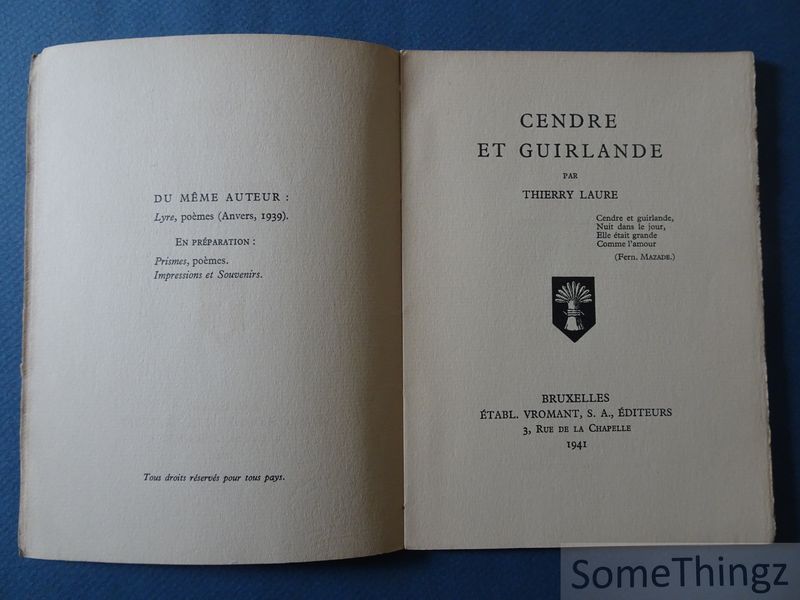 DU MÊME AUTEUR :
Lyre, poèmes (Anvers, 1939).
EN PRÉPARATION :
Prismes, poèmes.
Impressions et Souvenirs.
Tous droits réservés pour tous pays.
CENDRE
ET GUIRLANDE
PAR
THIERRY LAURE
Cendre et guirlande,
Nuit dans le jour,
Elle était grande
Comme l'amour
(Fern. MAZADE.)
BRUXELLES
ÉTABL. VROMANT, S. A., ÉDITEURS
3, RUE DE LA CHAPELLE
1941
SomeThingz